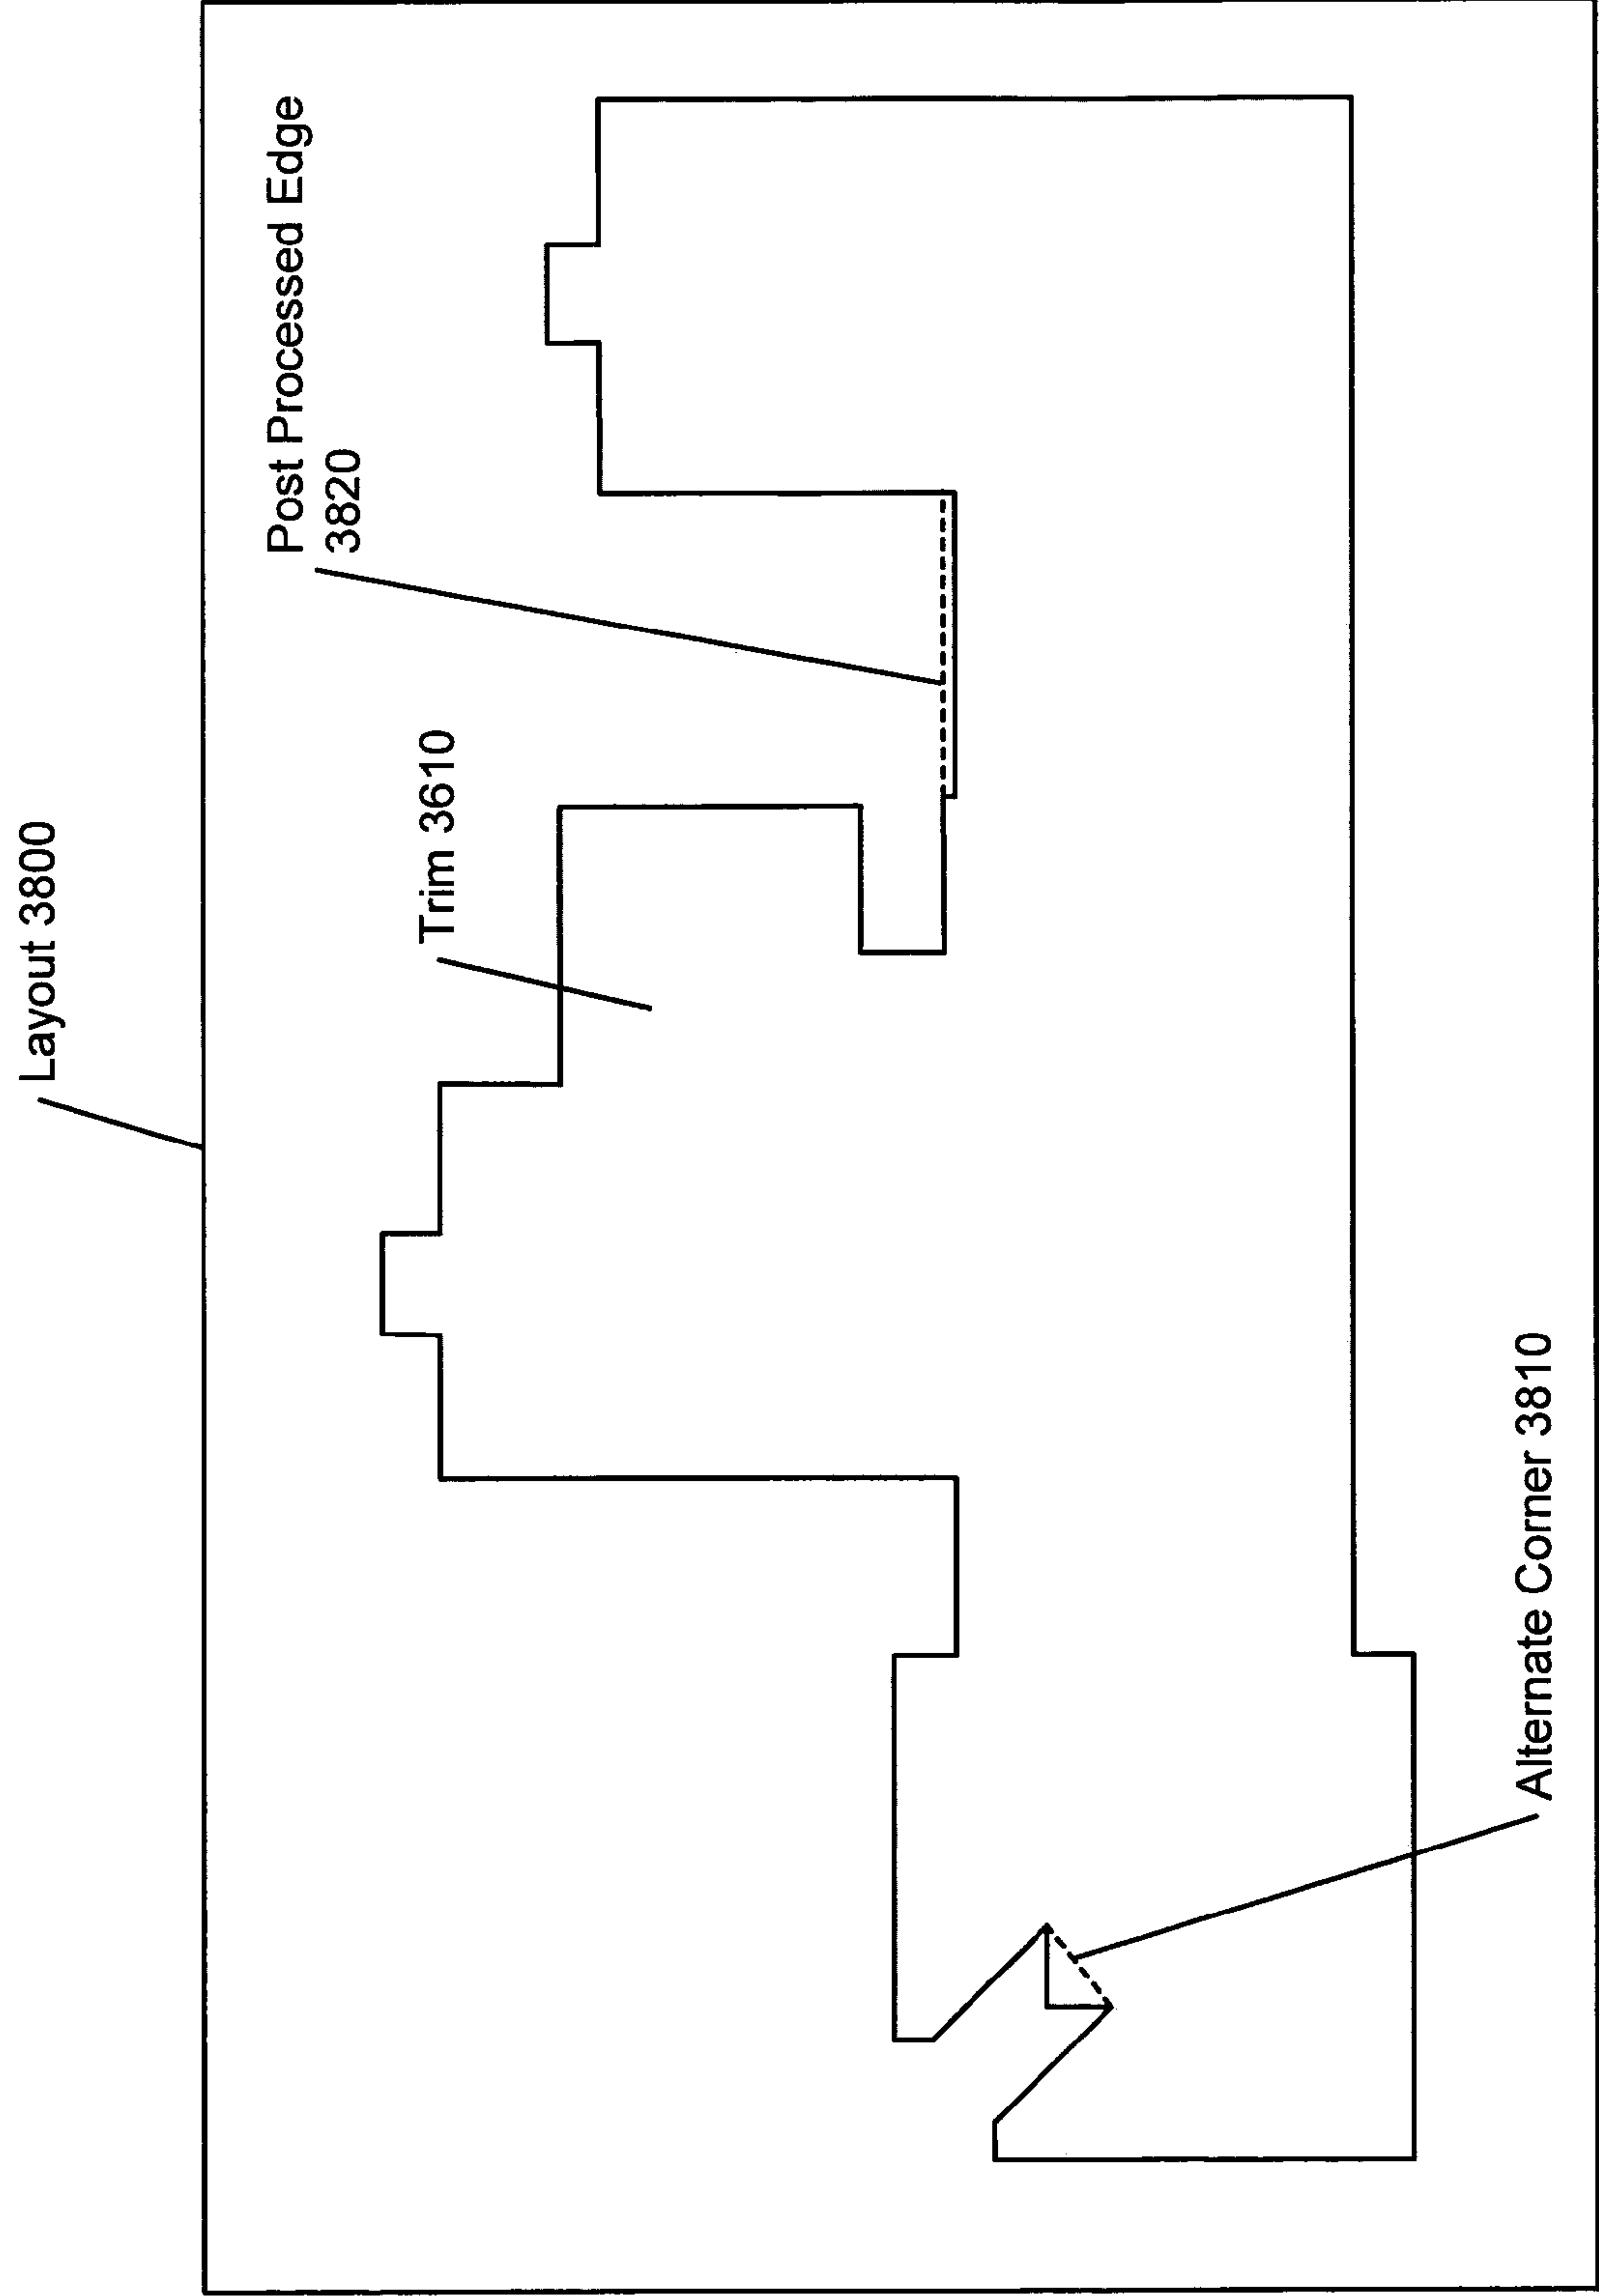 Layout 3800
Post Processed Edge
3820
Trim 3610
Alternate Corner 3810